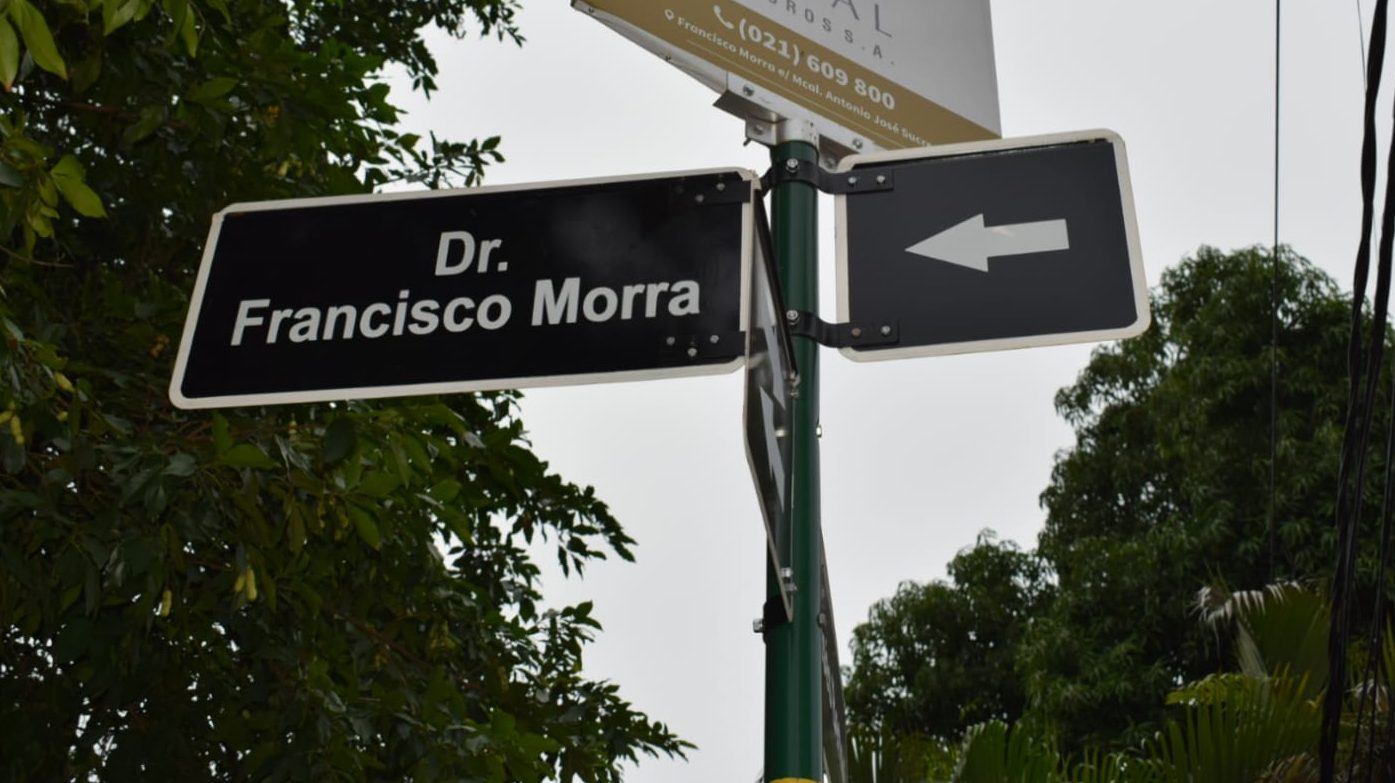 (021) 609 800
Francisco Morra e/ Mcal. Antonio José Sucre
Dr.
Francisco Morra